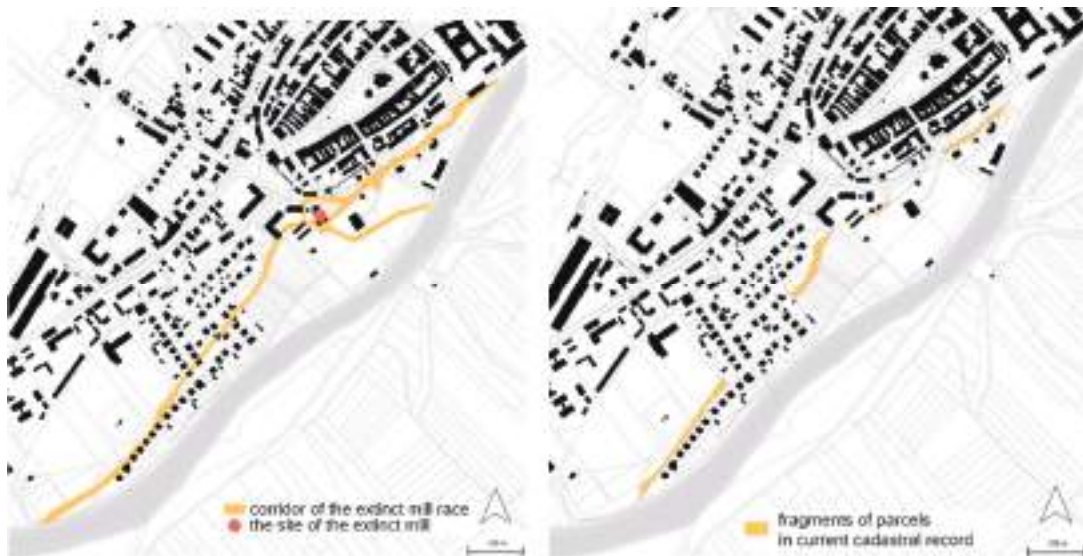 corridor of the extinct mill race
the site of the extinct mill
fragments of parcels
in current cadastral record